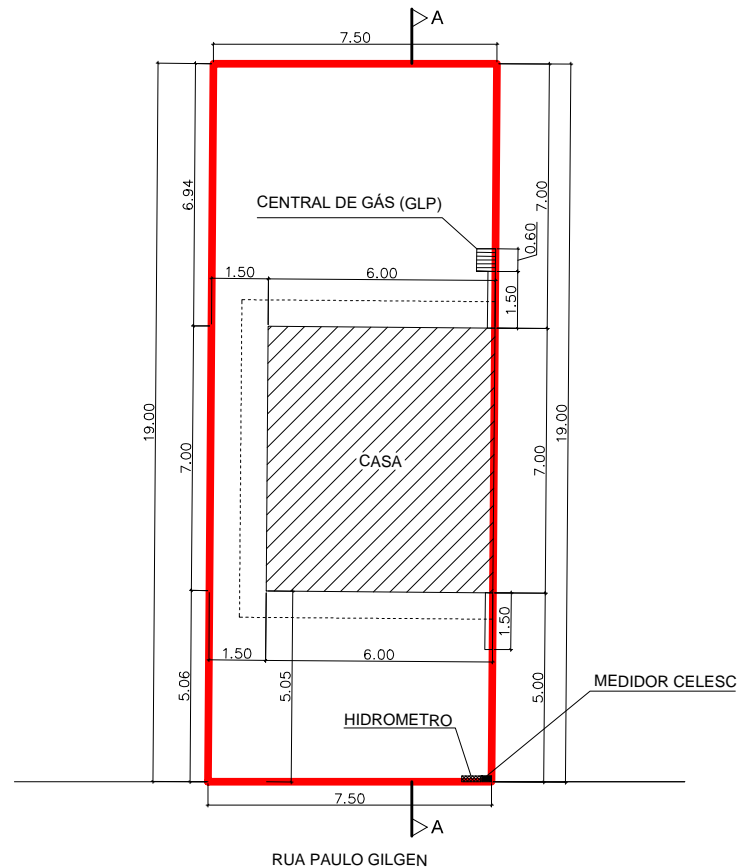 A
7.50
CENTRAL DE GÁS (GLP)
6.94
7.00
0.60
1.50
6.00
1.50
19.00
7.00
CASA
7.00
19.00
1.50
1.50
6.00
5.06
5.05
5.00
MEDIDOR CELESC
HIDROMETRO
7.50
A
RUA PAULO GILGEN